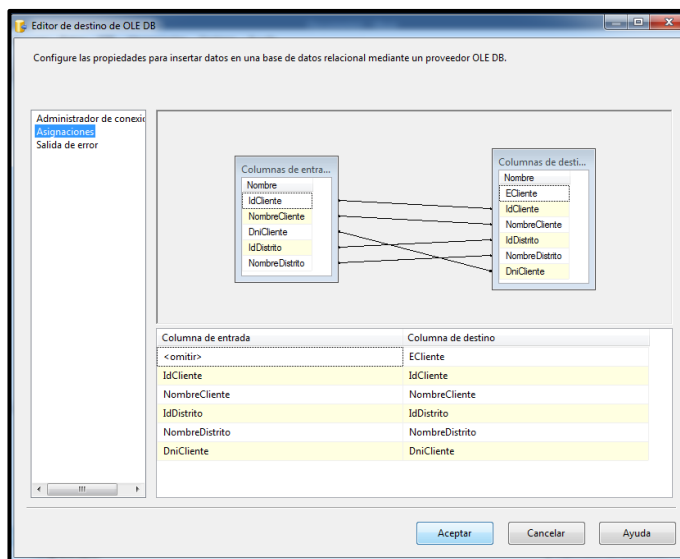 Editor de destino de OLE DB
Configure las propiedades para insertar datos en una base de datos relacional mediante un proveedor OLE DB.
Administrador de conexic
Asignaciones
Salida de error
Columnas de entra...
Nombre
IdCliente
NombreCliente
DniCliente
IdDistrito
NombreDistrito
Columnas de desti...
Nombre
ECliente
IdCliente
NombreCliente
IdDistrito
NombreDistrito
DniCliente
Columna de entrada Columna de destino
<omitir> ECliente
IdCliente IdCliente
NombreCliente NombreCliente
IdDistrito IdDistrito
NombreDistrito NombreDistrito
DniCliente DniCliente
Aceptar Cancelar Ayuda